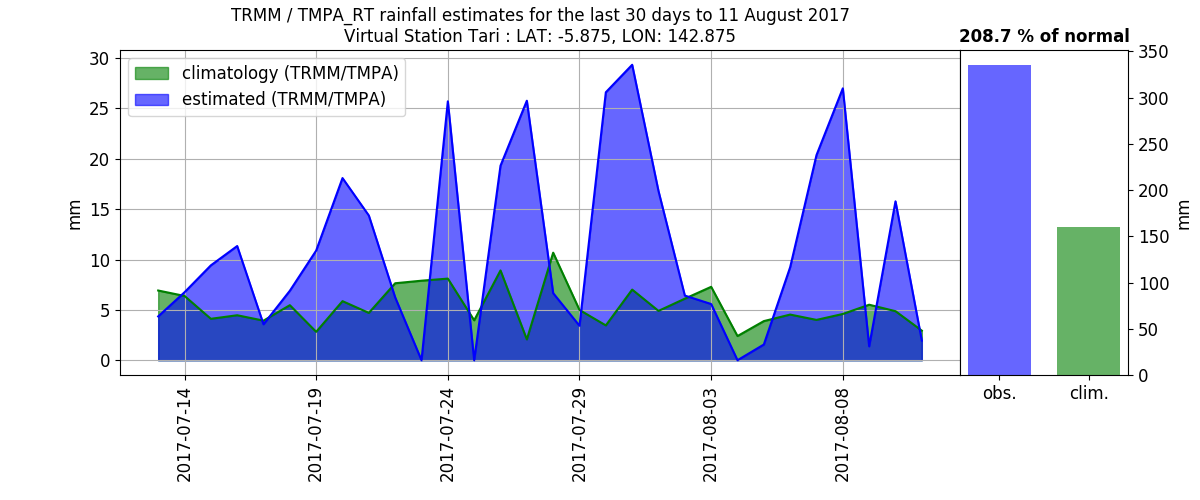 TRMM / TMPA_RT rainfall estimates for the last 30 days to 11 August 2017
Virtual Station Tari : LAT: -5.875, LON: 142.875
208.7 % of normal
climatology (TRMM/TMPA)
estimated (TRMM/TMPA)
mm
30
25
20
15
10
5
0
2017-07-14
2017-07-19
2017-07-24
2017-07-29
2017-08-03
2017-08-08
350
300
250
200
150
100
50
0
mm
obs.
clim.